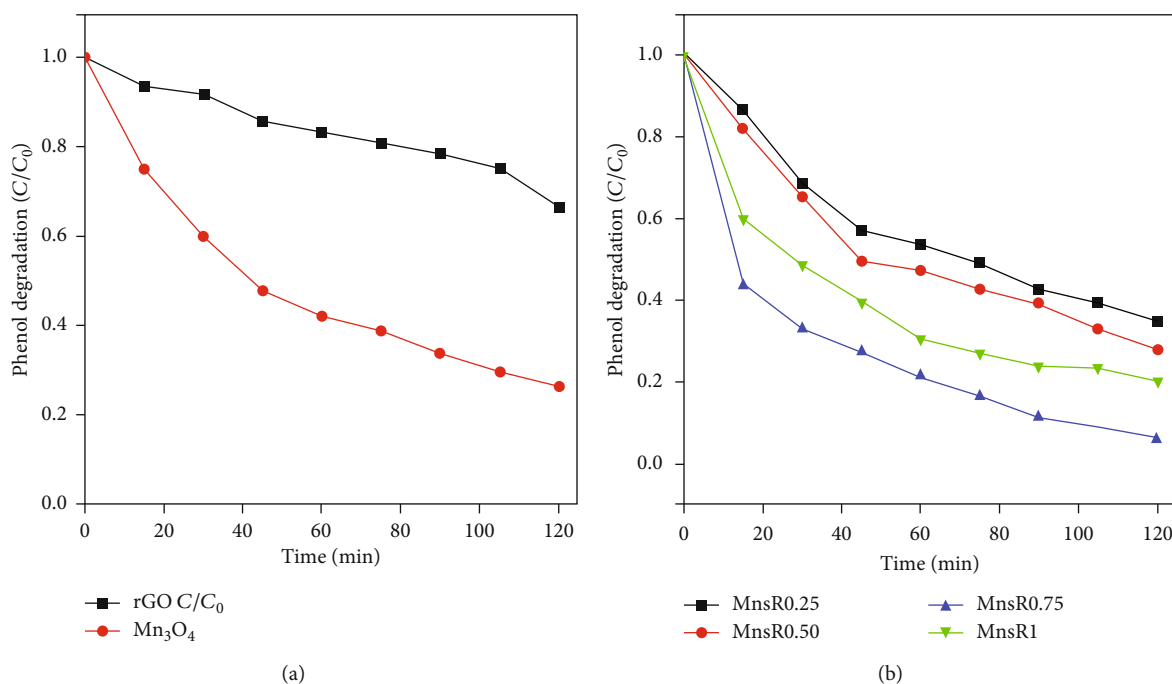 1.0
0.8
0.6
0.4
0.2
0.0
Phenol degradation (C/C₀)
0 20 40 60 80 100 120
Time (min)
rGO C/C₀
Mn₃O₄
(a)
1.0
0.8
0.6
0.4
0.2
0.0
Phenol degradation (C/C₀)
0 20 40 60 80 100 120
Time (min)
MnsR0.25 MnsR0.75
MnsR0.50 MnsR1
(b)